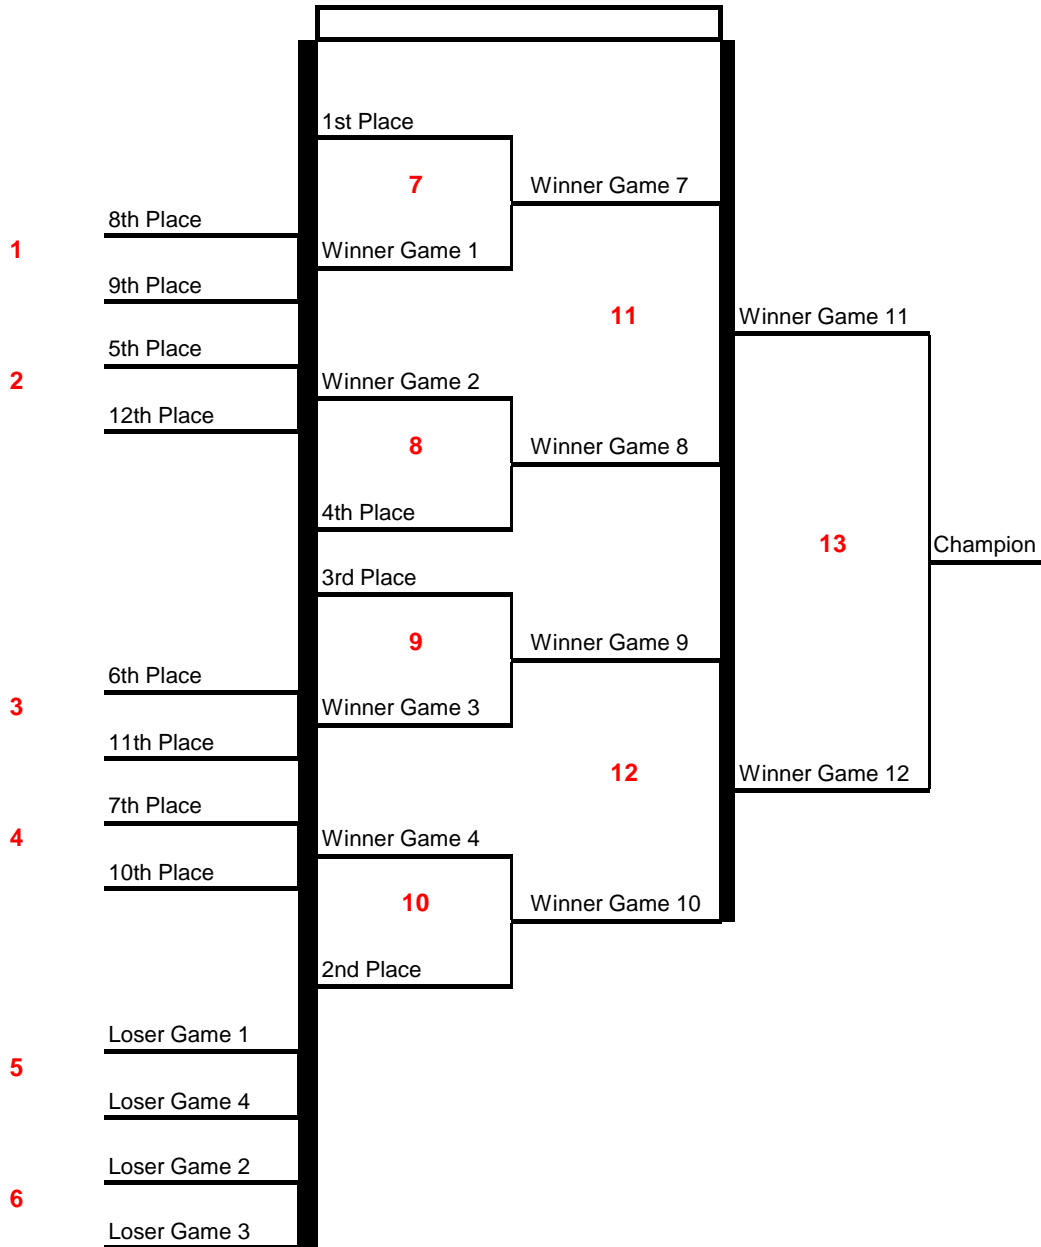 1st Place
7
Winner Game 7
8th Place
1
Winner Game 1
9th Place
11
Winner Game 11
5th Place
2
Winner Game 2
12th Place
8
Winner Game 8
4th Place
13
Champion
3rd Place
9
Winner Game 9
6th Place
3
Winner Game 3
11th Place
12
Winner Game 12
7th Place
4
Winner Game 4
10th Place
10
Winner Game 10
2nd Place
Loser Game 1
5
Loser Game 4
Loser Game 2
6
Loser Game 3